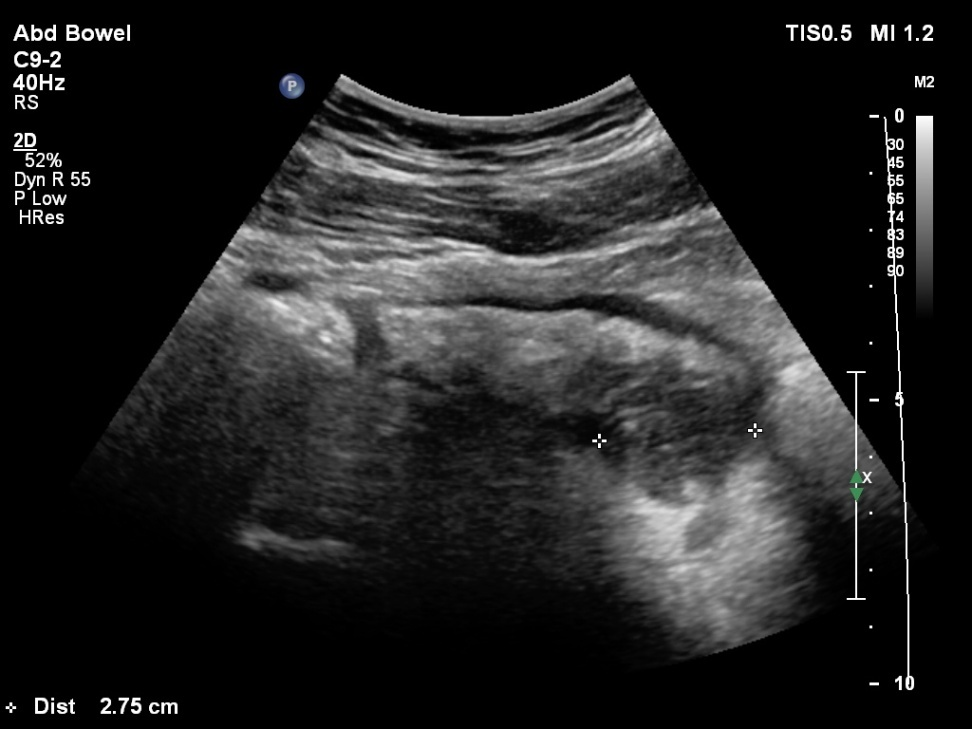 Abd Bowel
C9-2
40Hz
RS
2D
52%
Dyn R 55
P Low
HRes
P
TIS0.5 MI 1.2
M2
0
30
45
55
65
74
83
89
90
5
x
10
Dist 2.75 cm